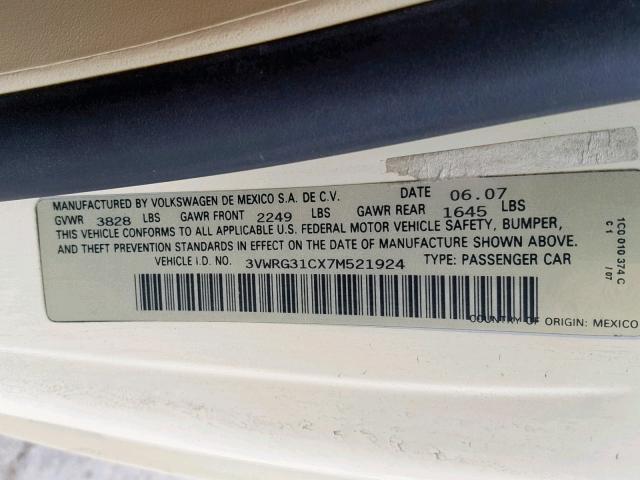 MANUFACTURED BY VOLKSWAGEN DE MEXICO S.A. DE C.V. DATE 06.07
GVWR 3828 LBS GAWR FRONT 2249 LBS GAWR REAR 1645 LBS
THIS VEHICLE CONFORMS TO ALL APPLICABLE U.S. FEDERAL MOTOR VEHICLE SAFETY, BUMPER,
AND THEFT PREVENTION STANDARDS IN EFFECT ON THE DATE OF MANUFACTURE SHOWN ABOVE.
VEHICLE I.D. NO. 3VWRG31CX7M521924 TYPE: PASSENGER CAR
COUNTRY OF ORIGIN: MEXICO
1C0 010 374 C
C1 /07